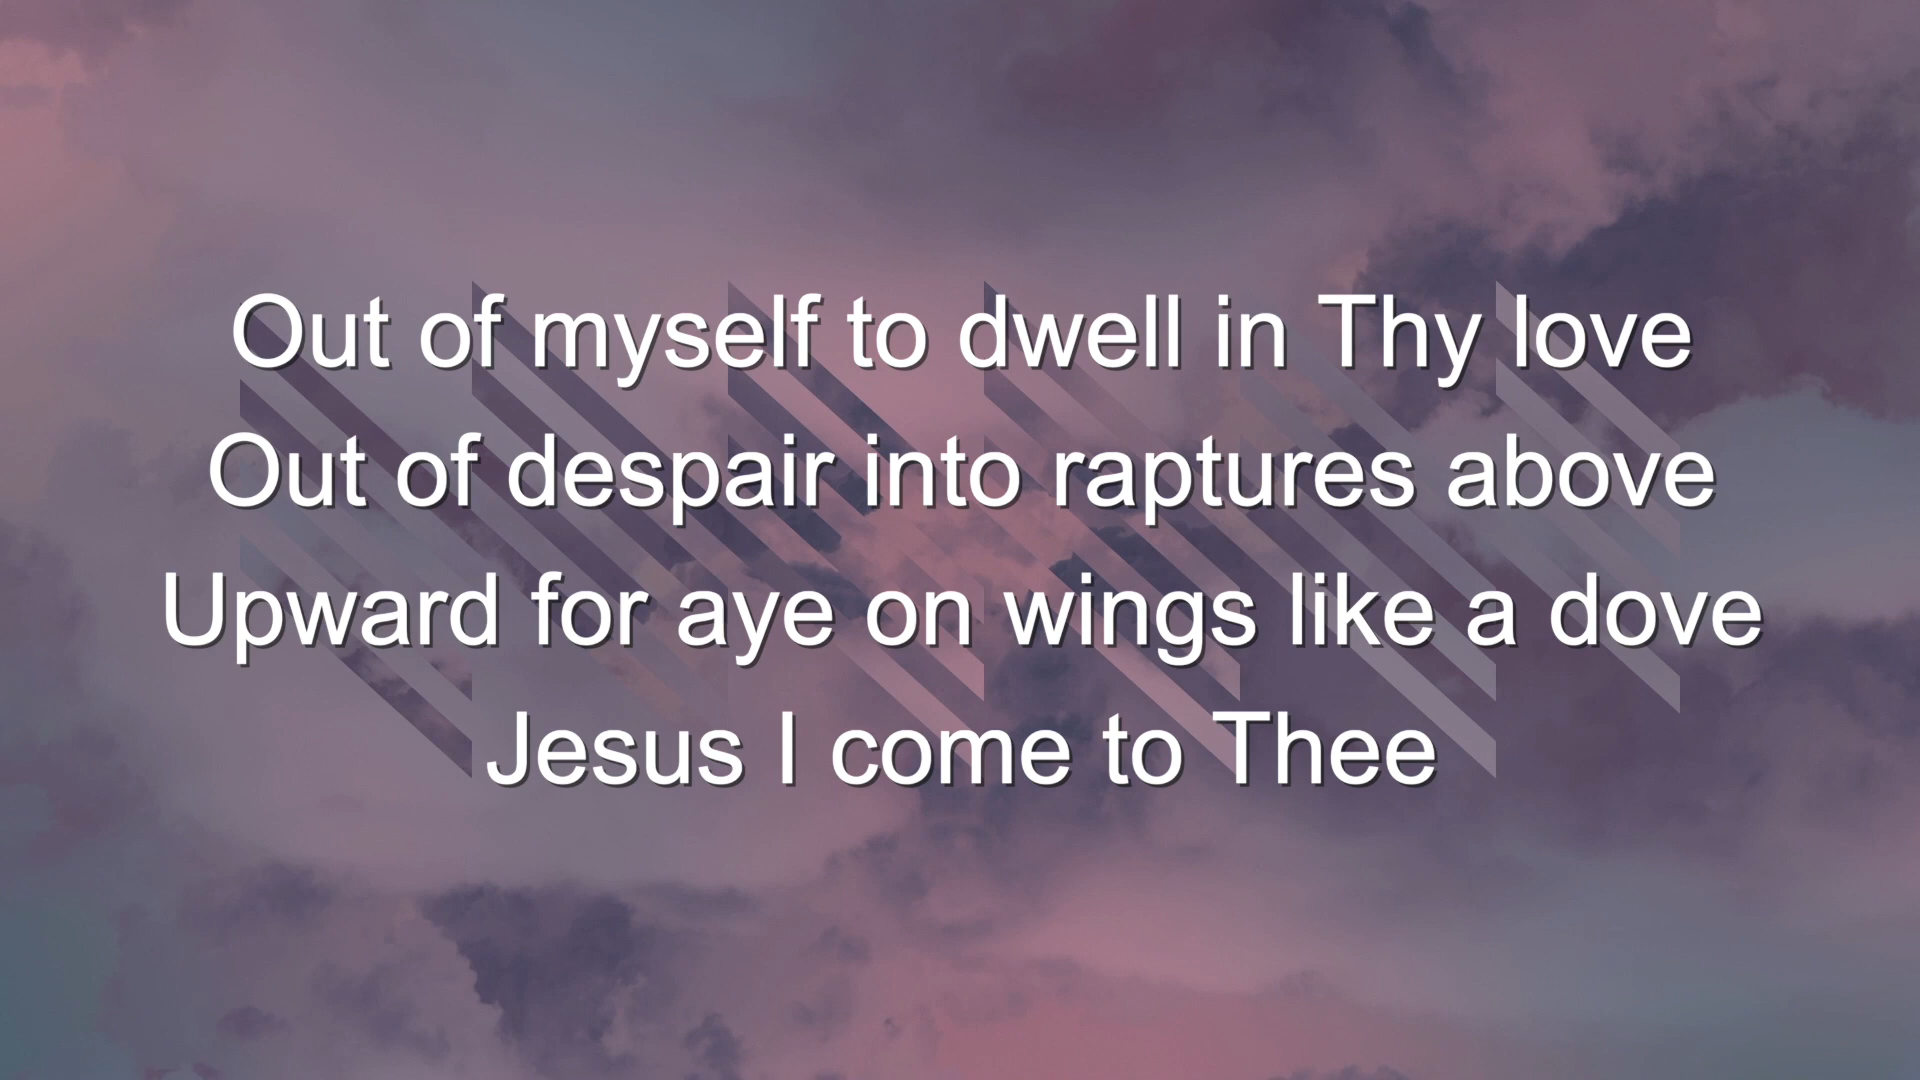 Out of myself to dwell in Thy love
Out of despair into raptures above
Upward for aye on wings like a dove
Jesus I come to Thee